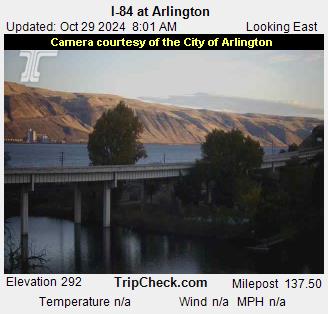 I-84 at Arlington
Updated: Oct 29 2024 8:01 AM Looking East
Camera courtesy of the City of Arlington
Elevation 292 TripCheck.com Milepost 137.50
Temperature n/a Wind n/a MPH n/a